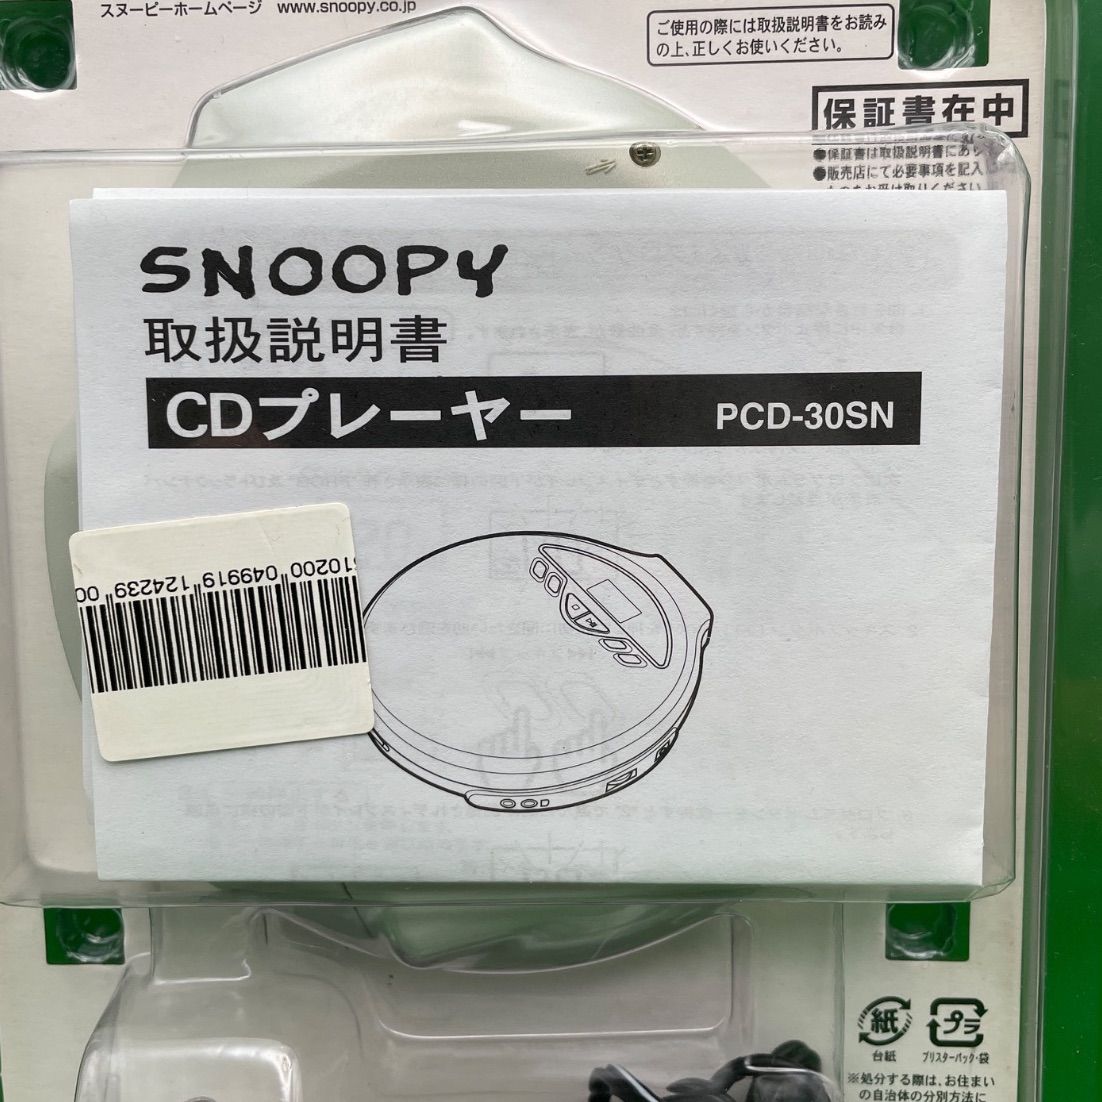 スヌーピーホームページ www.snoopy.co.jp
ご使用の際には取扱説明書をお読み
の上、正しくお使いください。
保証書在中
●保証書は取扱説明書にあり
●販売店にて必要事項を記入
SNOOPY
取扱説明書
CDプレーヤー PCD-30SN
10200 049919 124239 00
紙
プラ
台紙
ブリスターパック・袋
※処分する際は、お住まい
の自治体の分別方法に